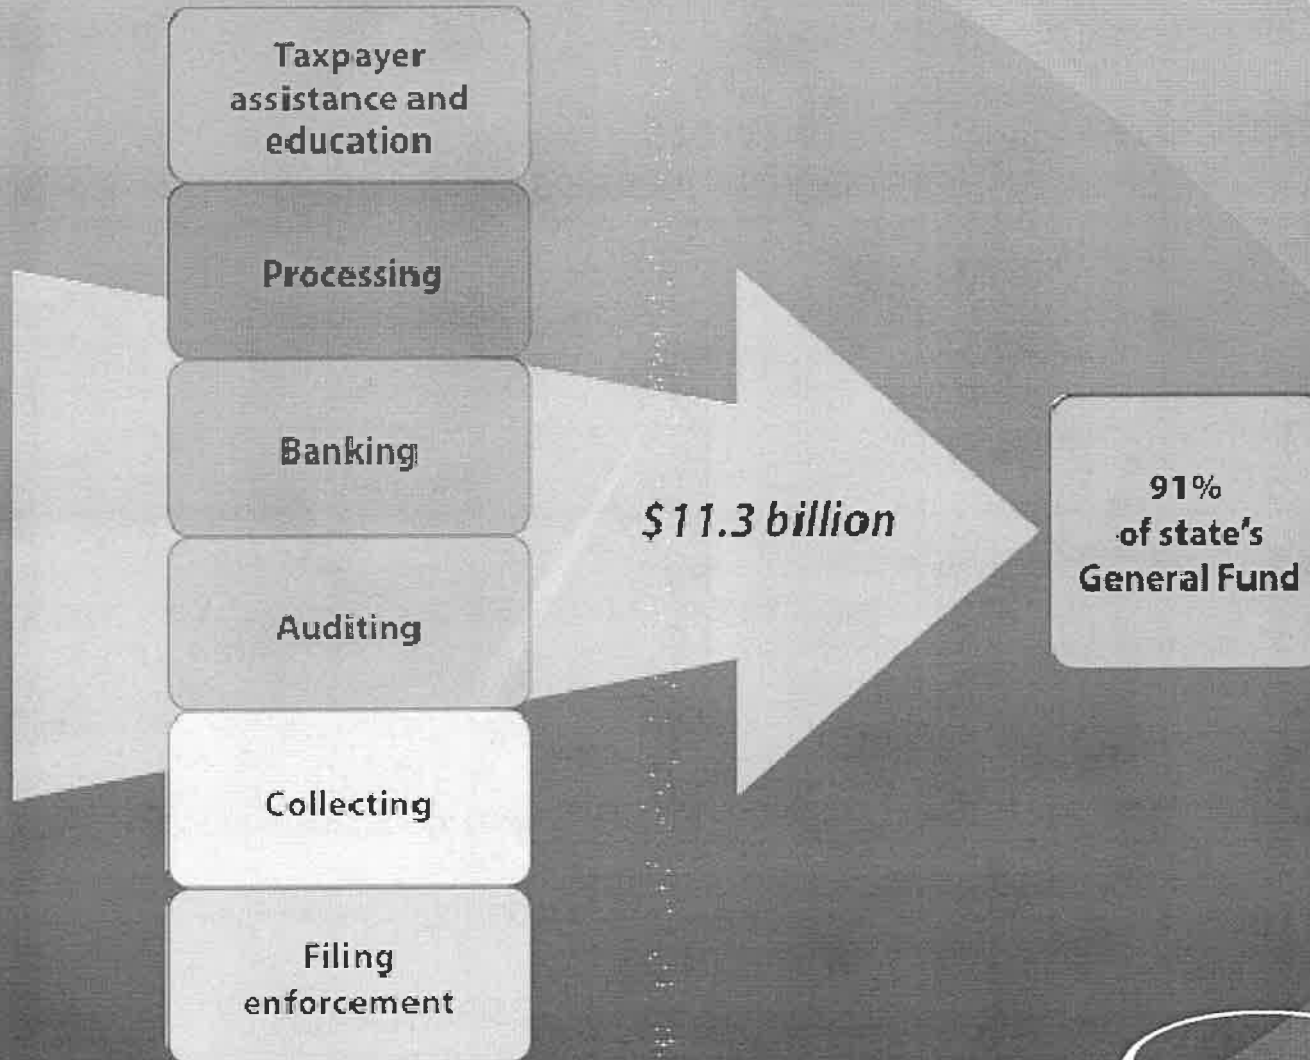 Taxpayer
assistance and
education
Processing
Banking
Auditing
Collecting
Filing
enforcement
$11.3 billion
91%
of state's
General Fund